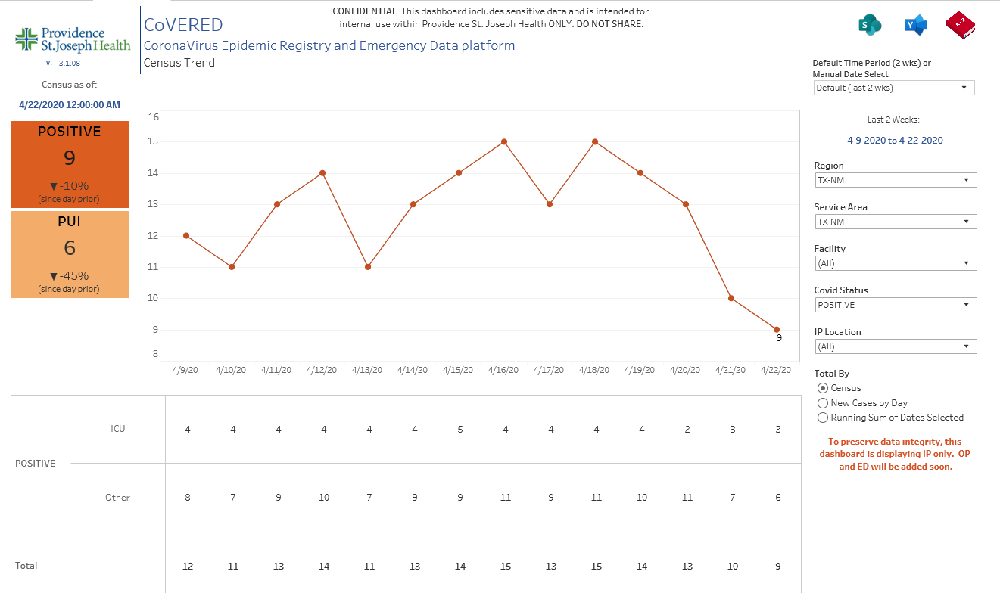 CONFIDENTIAL. This dashboard includes sensitive data and is intended for
internal use within Providence St. Joseph Health ONLY. DO NOT SHARE.
Providence
St.JosephHealth
v. 3.1.08
CoVERED
CoronaVirus Epidemic Registry and Emergency Data platform
Census Trend
S
Y
A - Z
Census as of:
4/22/2020 12:00:00 AM
POSITIVE
9
▼-10%
(since day prior)
PUI
6
▼-45%
(since day prior)
16
15
14
13
12
11
10
9
8
9
4/9/20 4/10/20 4/11/20 4/12/20 4/13/20 4/14/20 4/15/20 4/16/20 4/17/20 4/18/20 4/19/20 4/20/20 4/21/20 4/22/20
POSITIVE
ICU 4 4 4 4 4 4 5 4 4 4 4 2 3 3
Other 8 7 9 10 7 9 9 11 9 11 10 11 7 6
Total 12 11 13 14 11 13 14 15 13 15 14 13 10 9
Default Time Period (2 wks) or
Manual Date Select
Default (last 2 wks)
Last 2 Weeks:
4-9-2020 to 4-22-2020
Region
TX-NM
Service Area
TX-NM
Facility
(All)
Covid Status
POSITIVE
IP Location
(All)
Total By
Census
New Cases by Day
Running Sum of Dates Selected
To preserve data integrity, this
dashboard is displaying IP only. OP
and ED will be added soon.